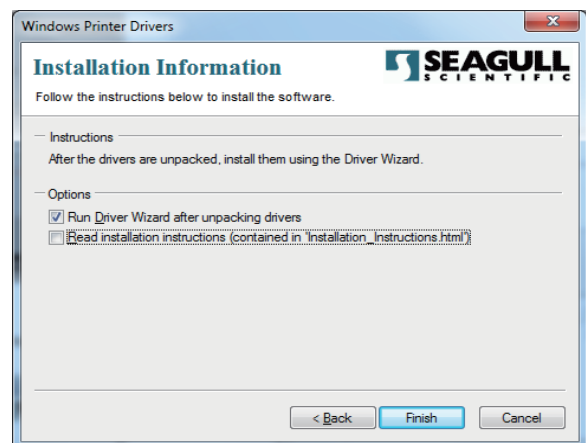 Windows Printer Drivers
Installation Information
SEAGULL
SCIENTIFIC
Follow the instructions below to install the software.
Instructions
After the drivers are unpacked, install them using the Driver Wizard.
Options
Run Driver Wizard after unpacking drivers
Read installation instructions (contained in "Installation_Instructions.html")
< Back
Finish
Cancel